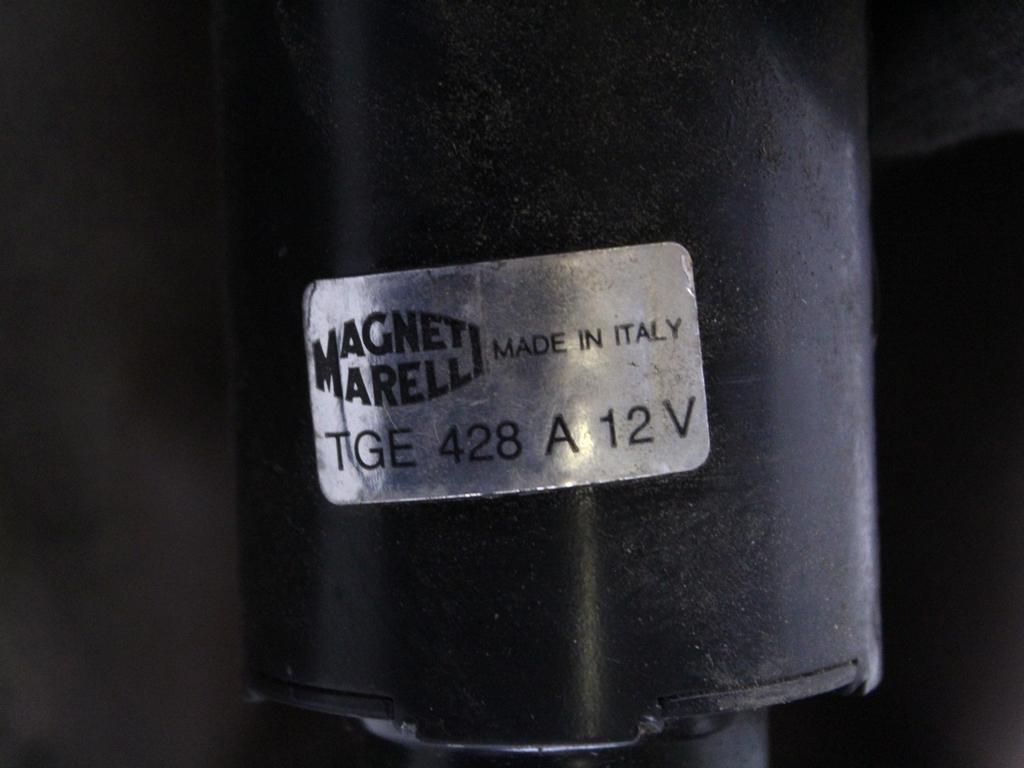 MAGNETI
MARELLI
MADE IN ITALY
TGE 428 A 12 V